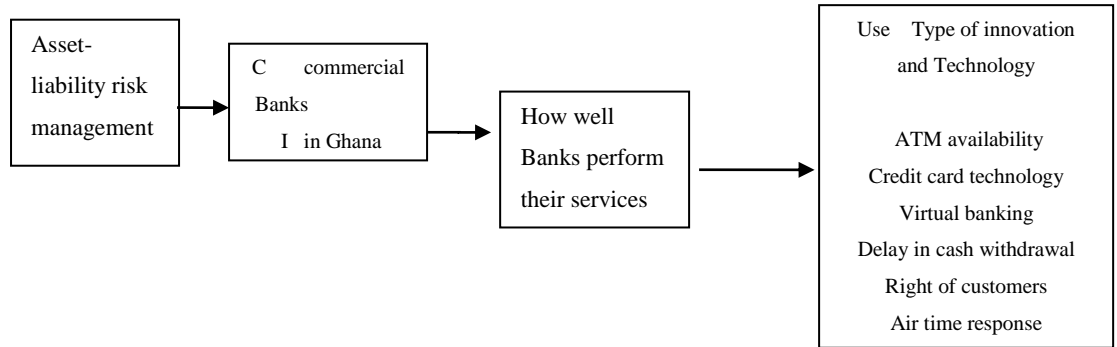 Asset-
liability risk
management
C commercial
Banks
I in Ghana
How well
Banks perform
their services
Use Type of innovation
and Technology
ATM availability
Credit card technology
Virtual banking
Delay in cash withdrawal
Right of customers
Air time response